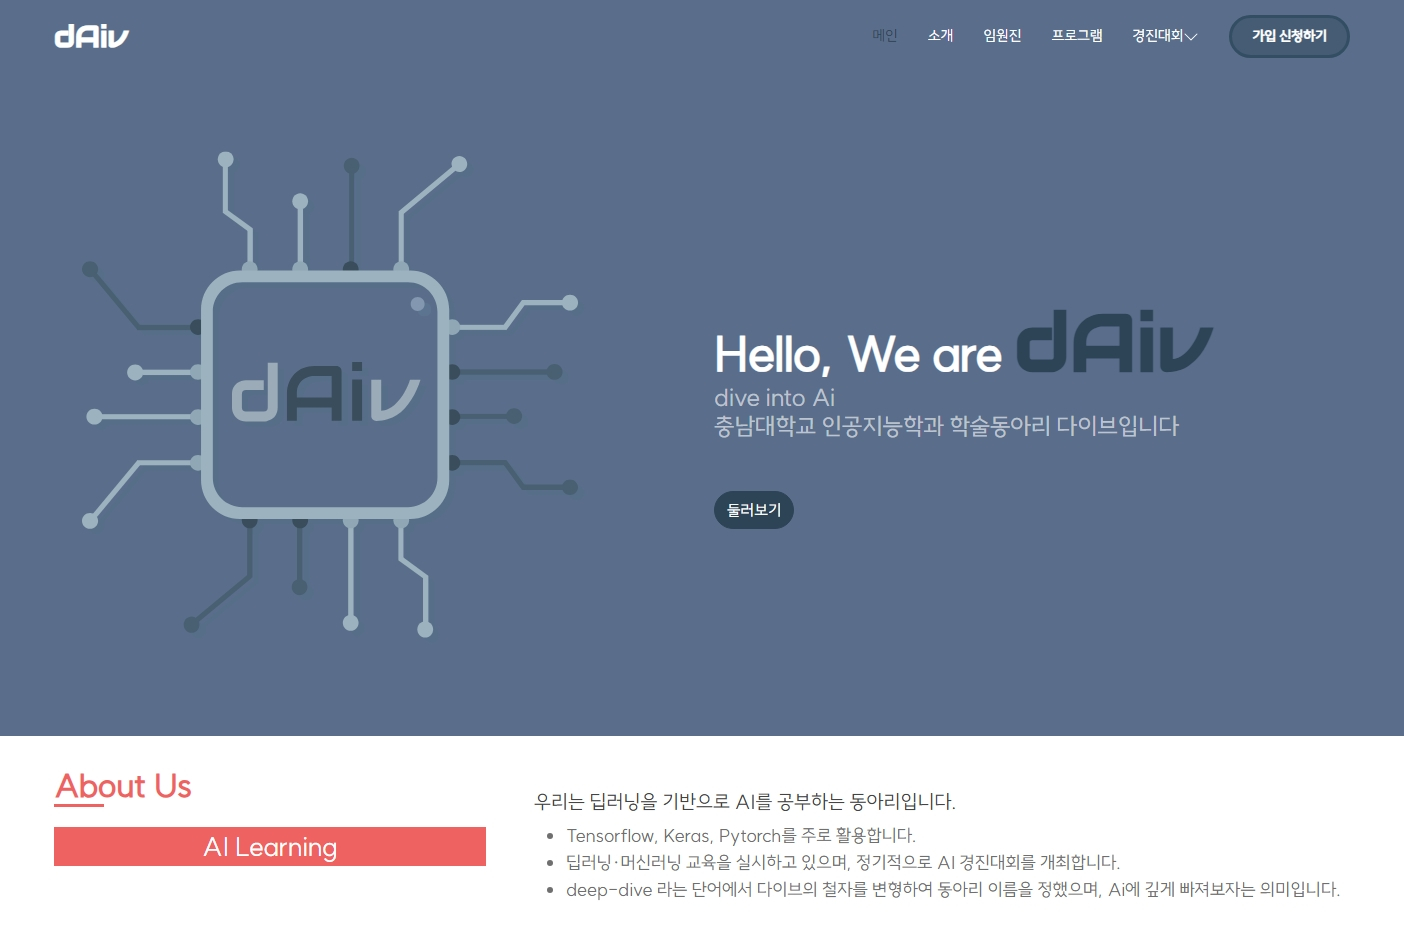 dAiv
메인 소개 임원진 프로그램 경진대회 가입 신청하기
dAiv
Hello, We are dAiv
dive into Ai
충남대학교 인공지능학과 학술동아리 다이브입니다
둘러보기
About Us
AI Learning
우리는 딥러닝을 기반으로 AI를 공부하는 동아리입니다.
Tensorflow, Keras, Pytorch를 주로 활용합니다.
딥러닝·머신러닝 교육을 실시하고 있으며, 정기적으로 AI 경진대회를 개최합니다.
deep-dive 라는 단어에서 다이브의 철자를 변형하여 동아리 이름을 정했으며, Ai에 깊게 빠져보자는 의미입니다.